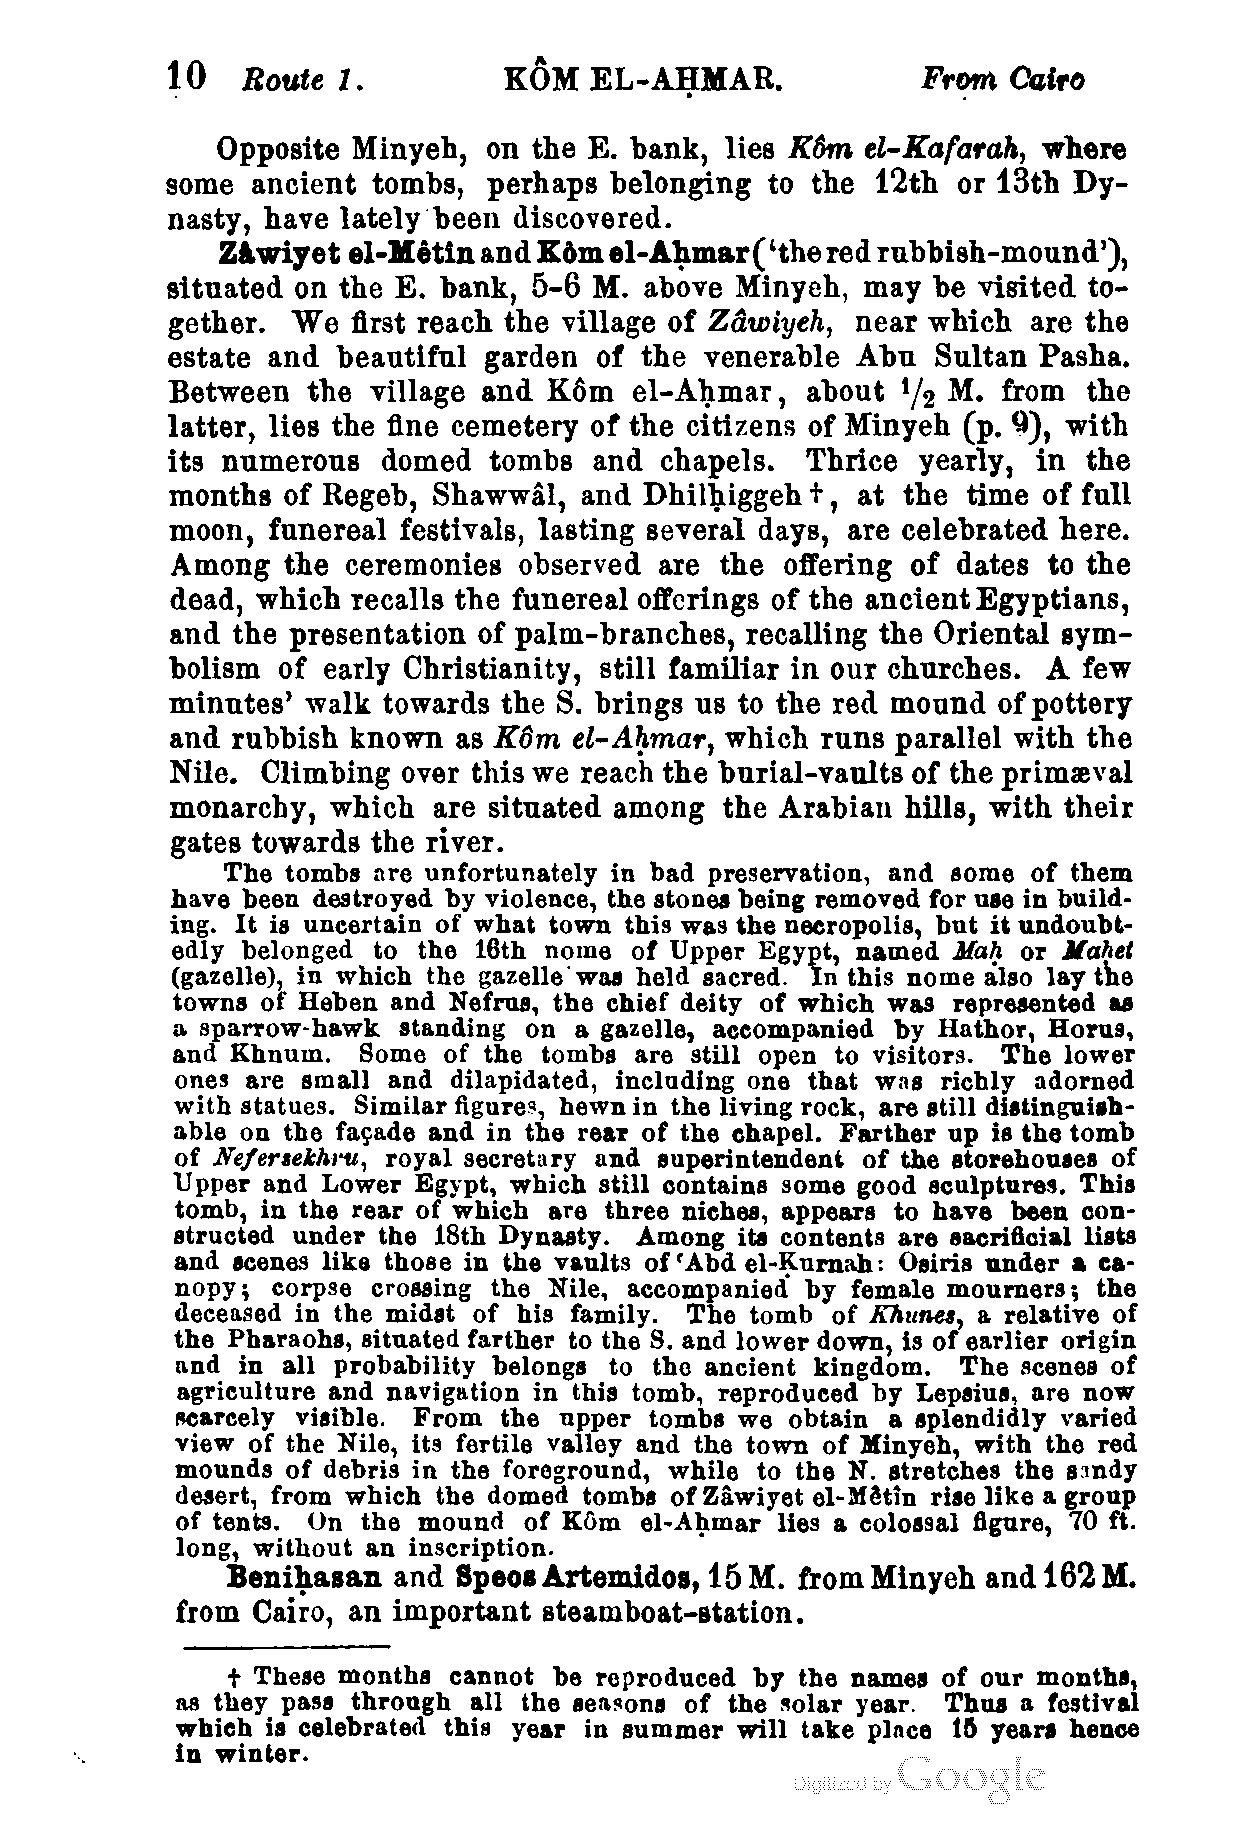 10 Route 1. KÔM EL-AḤMAR. From Cairo
Opposite Minyeh, on the E. bank, lies Kôm el-Kafarah, where
some ancient tombs, perhaps belonging to the 12th or 13th Dy-
nasty, have lately been discovered.
Zâwiyet el-Mêtîn and Kôm el-Aḥmar ('the red rubbish-mound'),
situated on the E. bank, 5-6 M. above Minyeh, may be visited to-
gether. We first reach the village of Zâwiyeh, near which are the
estate and beautiful garden of the venerable Abu Sultan Pasha.
Between the village and Kôm el-Aḥmar, about 1/2 M. from the
latter, lies the fine cemetery of the citizens of Minyeh (p. 9), with
its numerous domed tombs and chapels. Thrice yearly, in the
months of Regeb, Shawwâl, and Dhilḥiggeh †, at the time of full
moon, funereal festivals, lasting several days, are celebrated here.
Among the ceremonies observed are the offering of dates to the
dead, which recalls the funereal offerings of the ancient Egyptians,
and the presentation of palm-branches, recalling the Oriental sym-
bolism of early Christianity, still familiar in our churches. A few
minutes' walk towards the S. brings us to the red mound of pottery
and rubbish known as Kôm el-Aḥmar, which runs parallel with the
Nile. Climbing over this we reach the burial-vaults of the primæval
monarchy, which are situated among the Arabian hills, with their
gates towards the river.
The tombs are unfortunately in bad preservation, and some of them
have been destroyed by violence, the stones being removed for use in build-
ing. It is uncertain of what town this was the necropolis, but it undoubt-
edly belonged to the 16th nome of Upper Egypt, named Maḥ or Maḥet
(gazelle), in which the gazelle was held sacred. In this nome also lay the
towns of Heben and Nefrus, the chief deity of which was represented as
a sparrow-hawk standing on a gazelle, accompanied by Hathor, Horus,
and Khnum. Some of the tombs are still open to visitors. The lower
ones are small and dilapidated, including one that was richly adorned
with statues. Similar figures, hewn in the living rock, are still distinguish-
able on the façade and in the rear of the chapel. Farther up is the tomb
of Nefersekhru, royal secretary and superintendent of the storehouses of
Upper and Lower Egypt, which still contains some good sculptures. This
tomb, in the rear of which are three niches, appears to have been con-
structed under the 18th Dynasty. Among its contents are sacrificial lists
and scenes like those in the vaults of 'Abd el-Ḳurnah: Osiris under a ca-
nopy; corpse crossing the Nile, accompanied by female mourners; the
deceased in the midst of his family. The tomb of Khunes, a relative of
the Pharaohs, situated farther to the S. and lower down, is of earlier origin
and in all probability belongs to the ancient kingdom. The scenes of
agriculture and navigation in this tomb, reproduced by Lepsius, are now
scarcely visible. From the upper tombs we obtain a splendidly varied
view of the Nile, its fertile valley and the town of Minyeh, with the red
mounds of debris in the foreground, while to the N. stretches the sandy
desert, from which the domed tombs of Zâwiyet el-Mêtîn rise like a group
of tents. On the mound of Kôm el-Aḥmar lies a colossal figure, 70 ft.
long, without an inscription.
Beniḥasan and Speos Artemidos, 15 M. from Minyeh and 162 M.
from Cairo, an important steamboat-station.
† These months cannot be reproduced by the names of our months,
as they pass through all the seasons of the solar year. Thus a festival
which is celebrated this year in summer will take place 15 years hence
in winter.
Digitized by Google